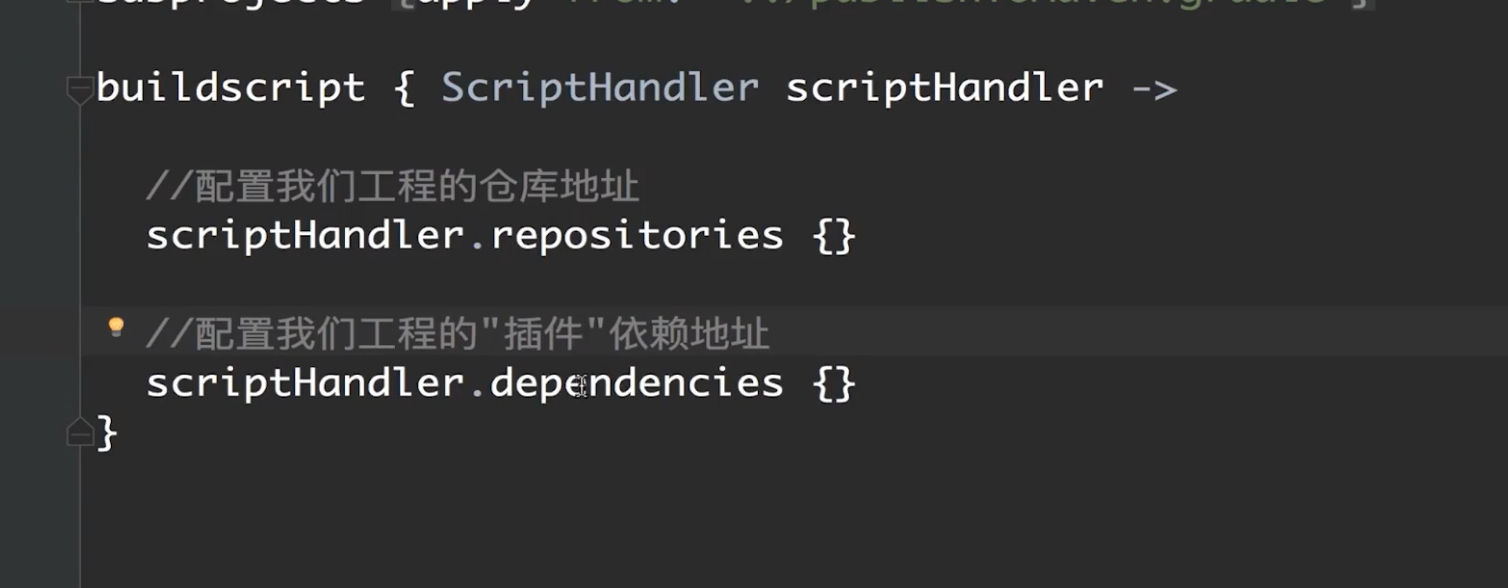 buildscript { ScriptHandler scriptHandler ->
//配置我们工程的仓库地址
scriptHandler.repositories {}
//配置我们工程的"插件"依赖地址
scriptHandler.dependencies {}
}